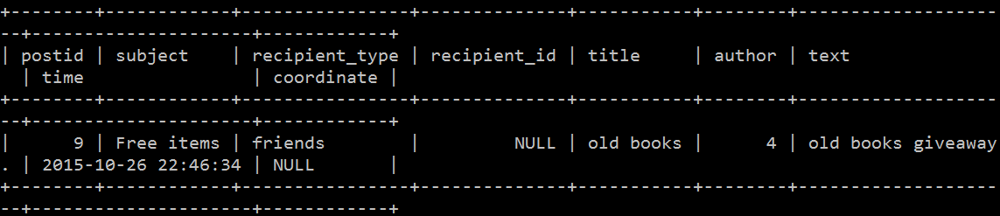 +--------+------------+----------------+--------------+-----------+--------+-------------------
--+---------------------+------------+
| postid | subject    | recipient_type | recipient_id | title     | author | text
  | time                | coordinate |
+--------+------------+----------------+--------------+-----------+--------+-------------------
--+---------------------+------------+
|      9 | Free items | friends        |         NULL | old books |      4 | old books giveaway
. | 2015-10-26 22:46:34 | NULL       |
+--------+------------+----------------+--------------+-----------+--------+-------------------
--+---------------------+------------+